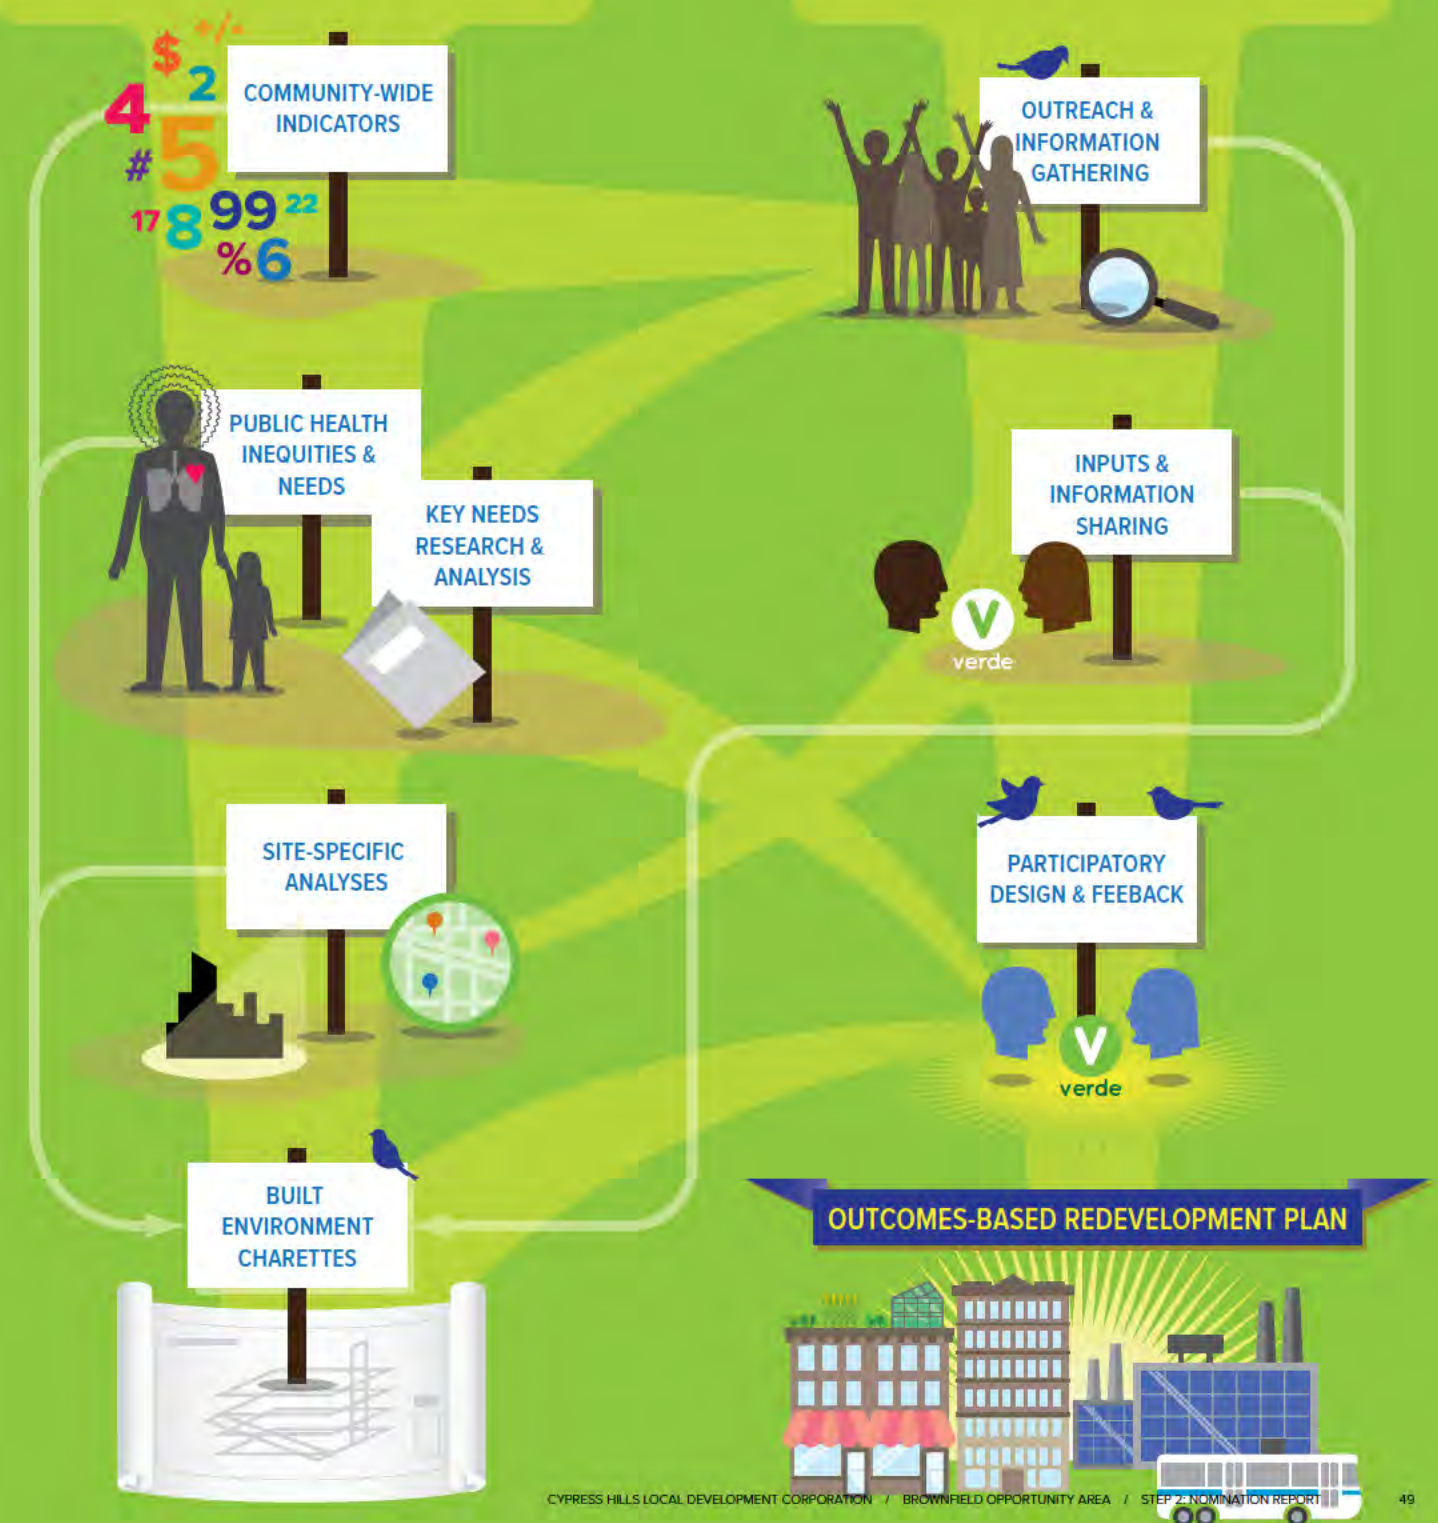 $ +/-
2
4
5
#
99 22
17 8
% 6
COMMUNITY-WIDE
INDICATORS
OUTREACH &
INFORMATION
GATHERING
PUBLIC HEALTH
INEQUITIES &
NEEDS
KEY NEEDS
RESEARCH &
ANALYSIS
INPUTS &
INFORMATION
SHARING
V
verde
SITE-SPECIFIC
ANALYSES
PARTICIPATORY
DESIGN & FEEBACK
V
verde
BUILT
ENVIRONMENT
CHARETTES
OUTCOMES-BASED REDEVELOPMENT PLAN
CYPRESS HILLS LOCAL DEVELOPMENT CORPORATION / BROWNFIELD OPPORTUNITY AREA / STEP 2: NOMINATION REPORT 49